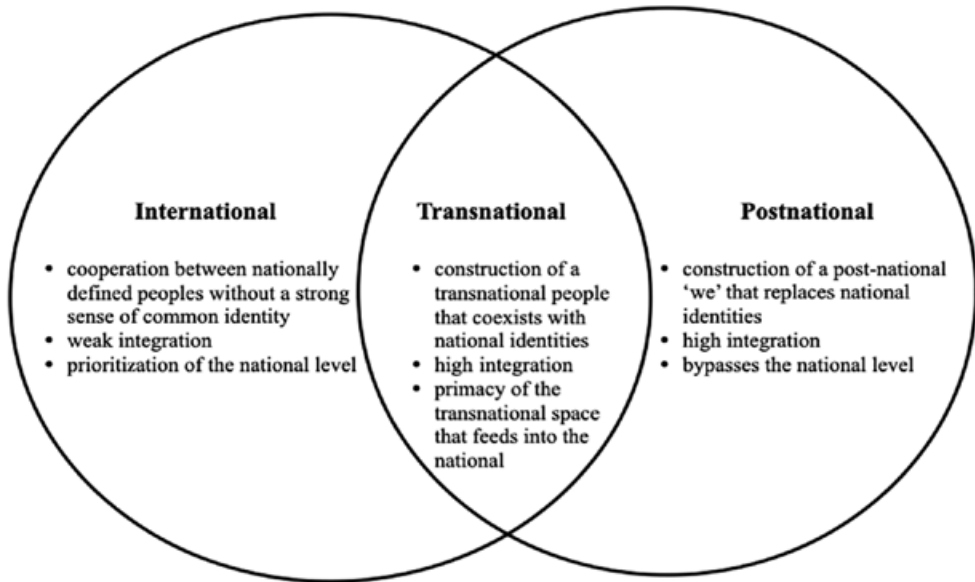 International
• cooperation between nationally
defined peoples without a strong
sense of common identity
• weak integration
• prioritization of the national level
Transnational
• construction of a
transnational people
that coexists with
national identities
• high integration
• primacy of the
transnational space
that feeds into the
national
Postnational
• construction of a post-national
‘we’ that replaces national
identities
• high integration
• bypasses the national level